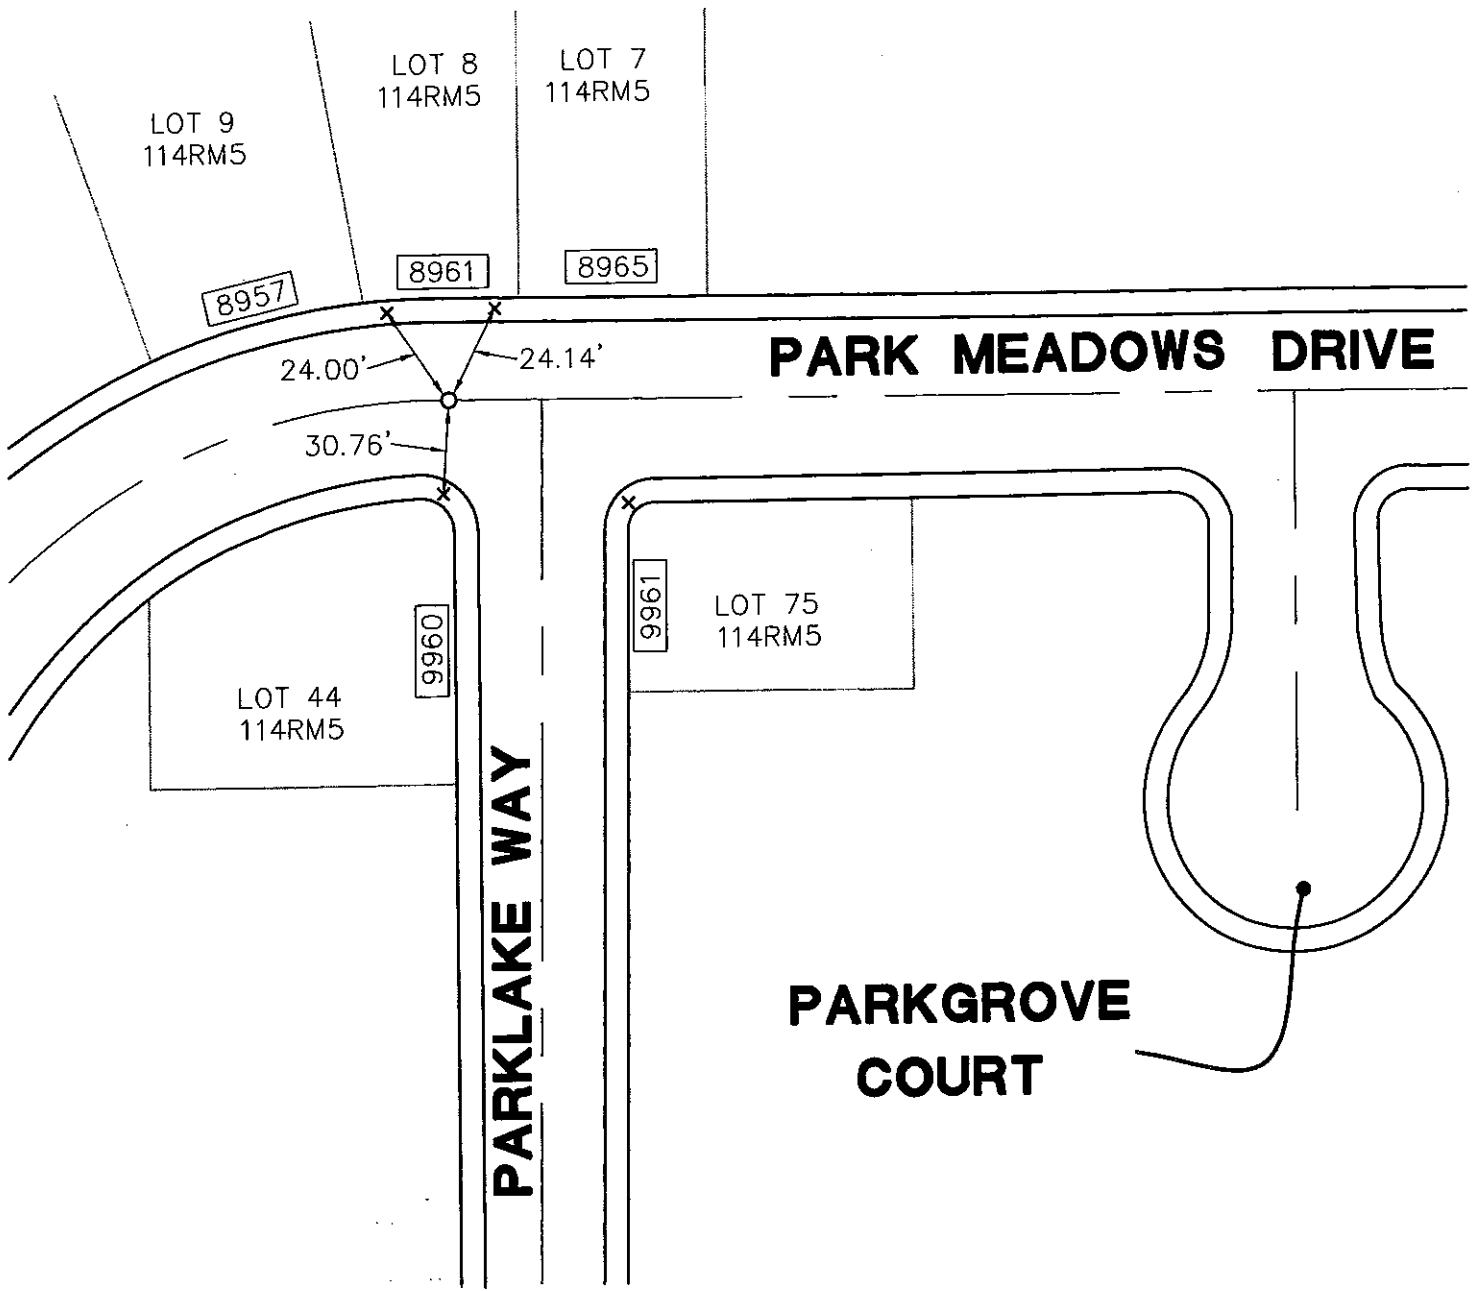 LOT 8
114RM5
LOT 7
114RM5
LOT 9
114RM5
8957
8961
8965
24.00'
24.14'
PARK MEADOWS DRIVE
30.76'
9960
9961
LOT 75
114RM5
LOT 44
114RM5
PARKLAKE WAY
PARKGROVE
COURT